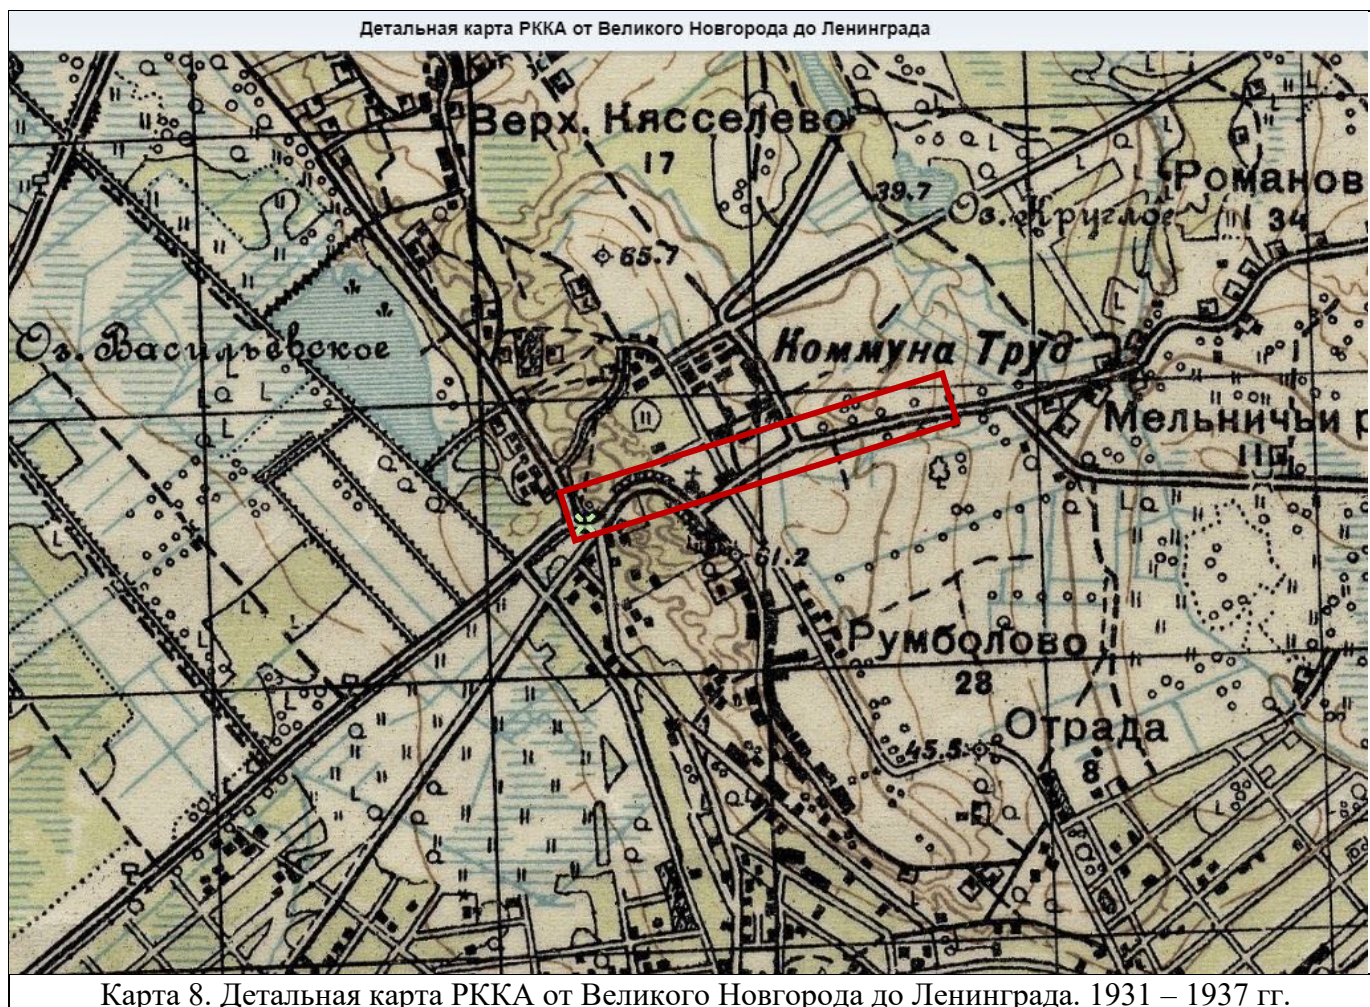 Детальная карта РККА от Великого Новгорода до Ленинграда
Верх. Кясселево
17
Романов
34
39.7
Оз. Круглое
65.7
Оз. Васильевское
Коммуна Труд
Мельничьи р
11
61.2
Румболово
28
Отрада
45.5
8
Карта 8. Детальная карта РККА от Великого Новгорода до Ленинграда. 1931 – 1937 гг.